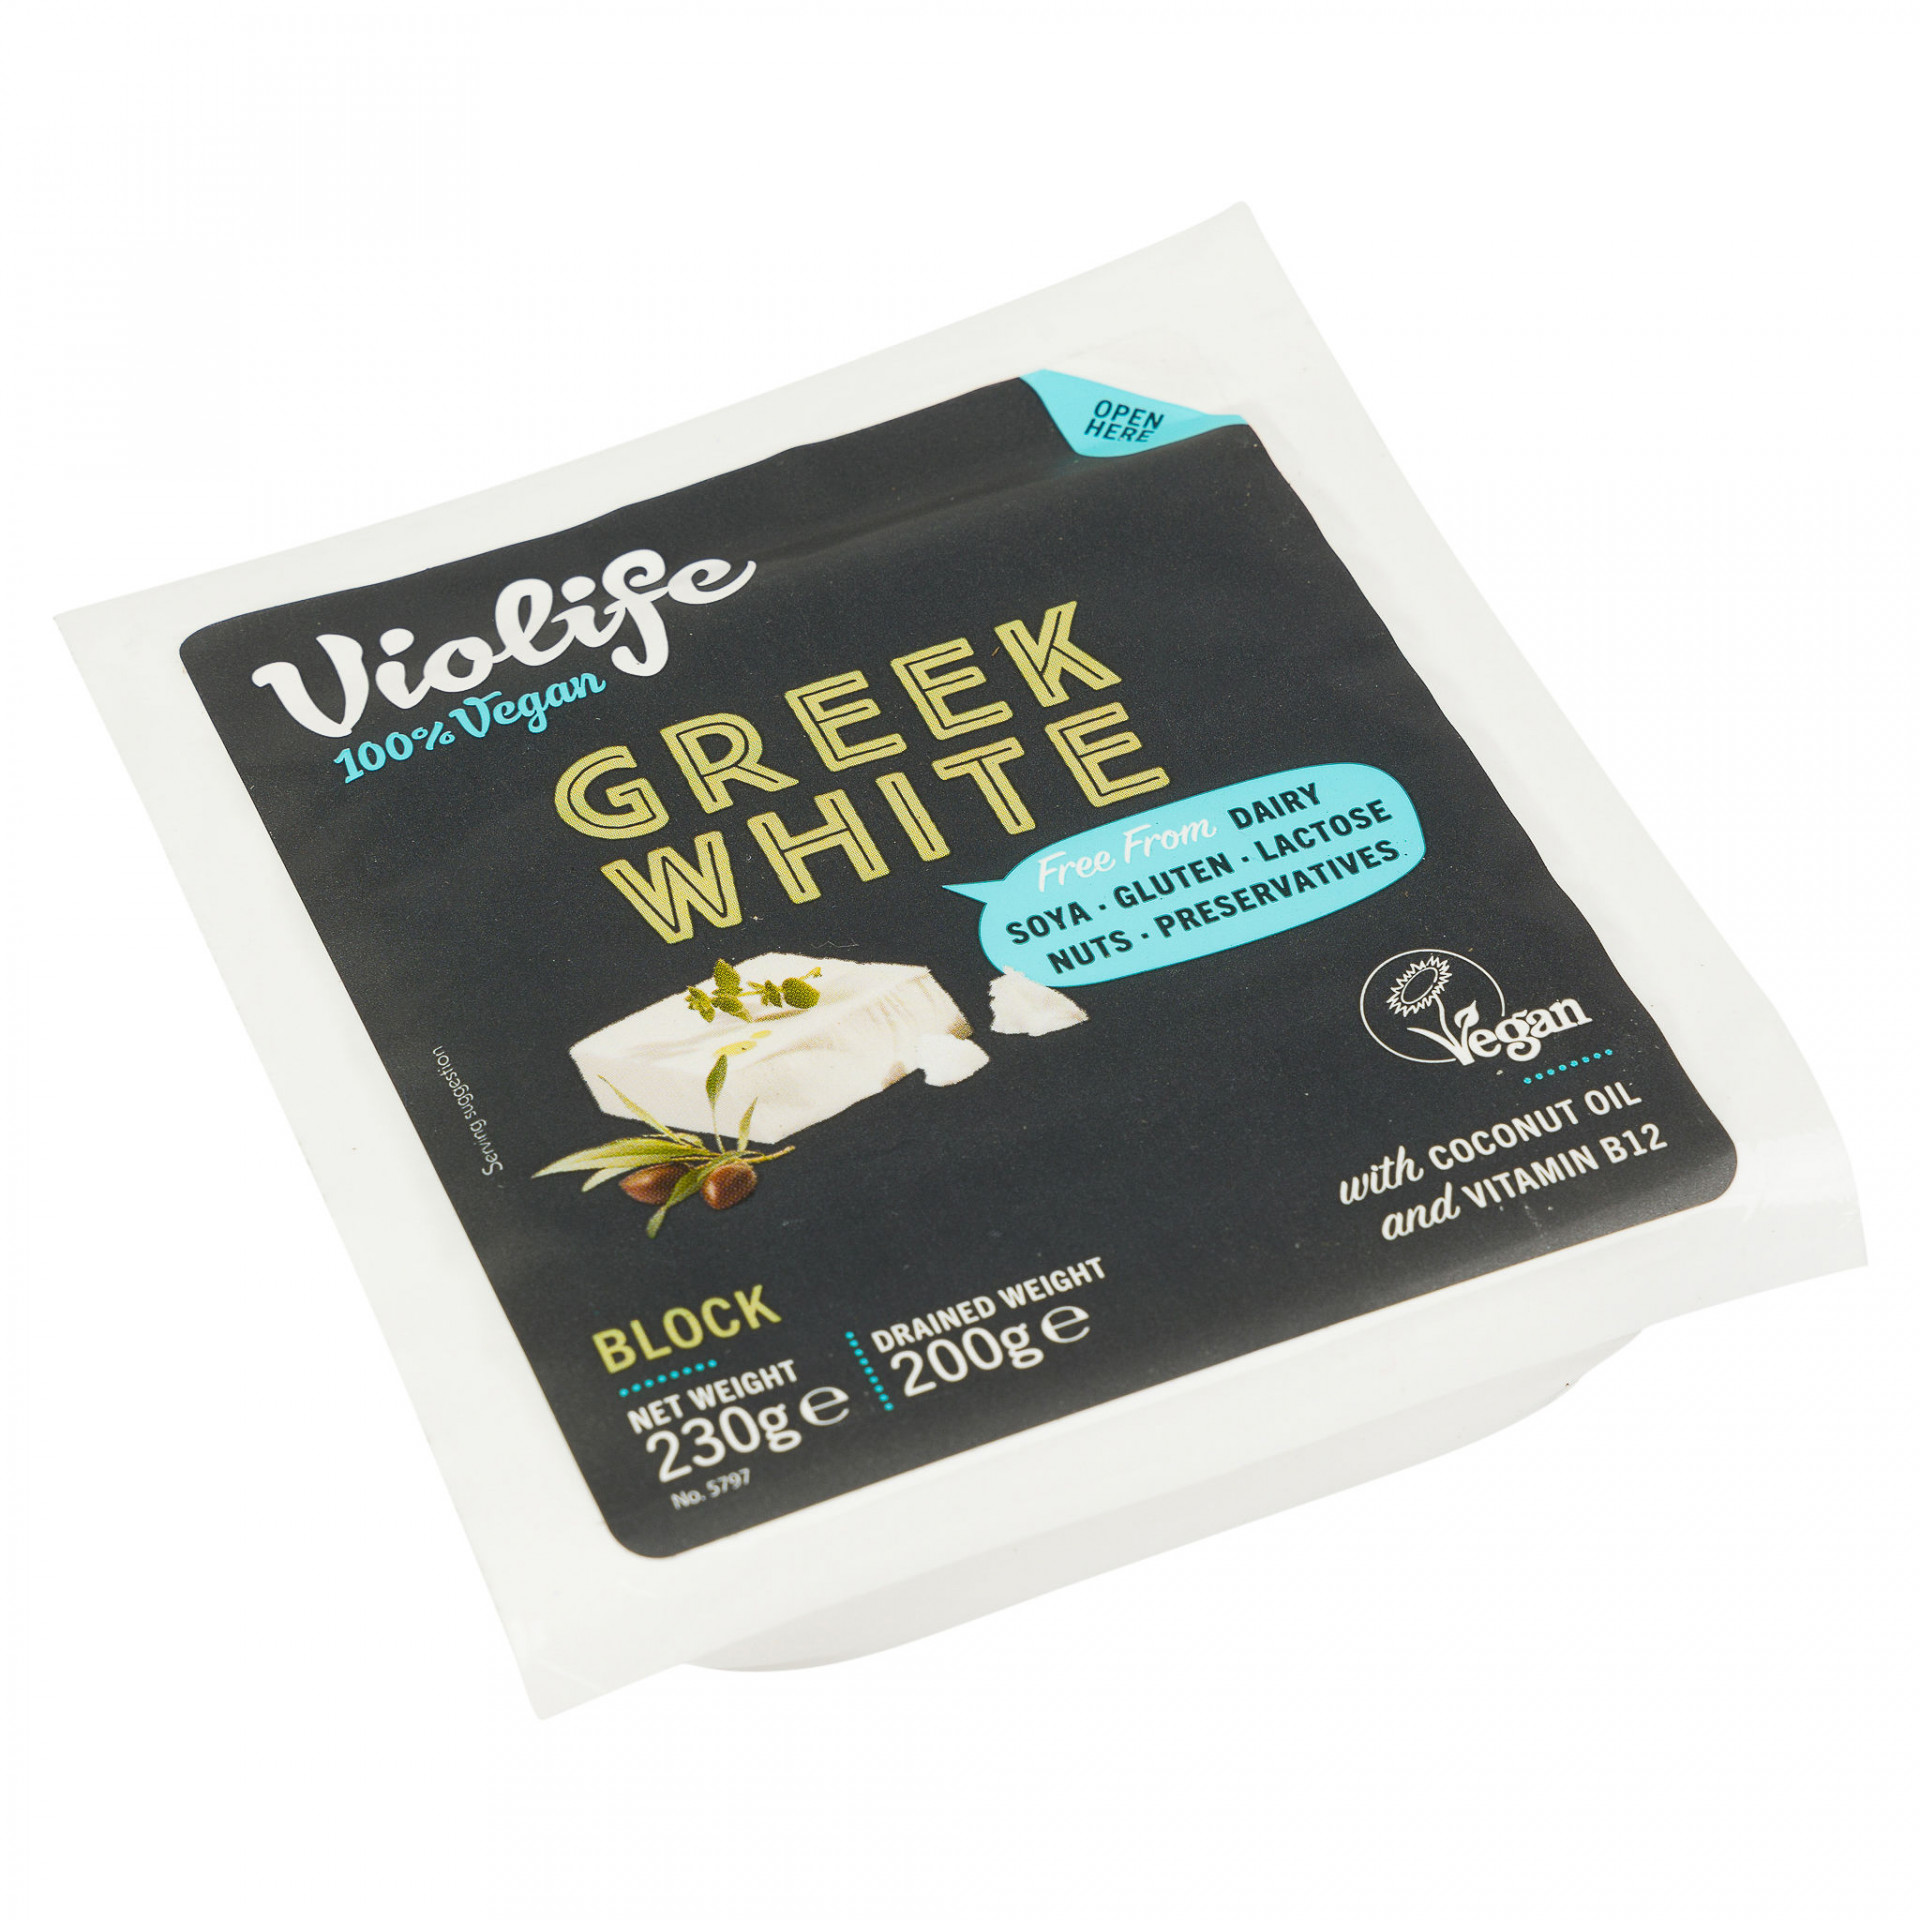 OPEN
HERE
Violife
100% Vegan
GREEK
WHITE
Free From DAIRY
SOYA · GLUTEN · LACTOSE
NUTS · PRESERVATIVES
Vegan
with COCONUT OIL
and VITAMIN B12
Serving suggestion
BLOCK
NET WEIGHT
230g ℮
No. 5797
DRAINED WEIGHT
200g ℮